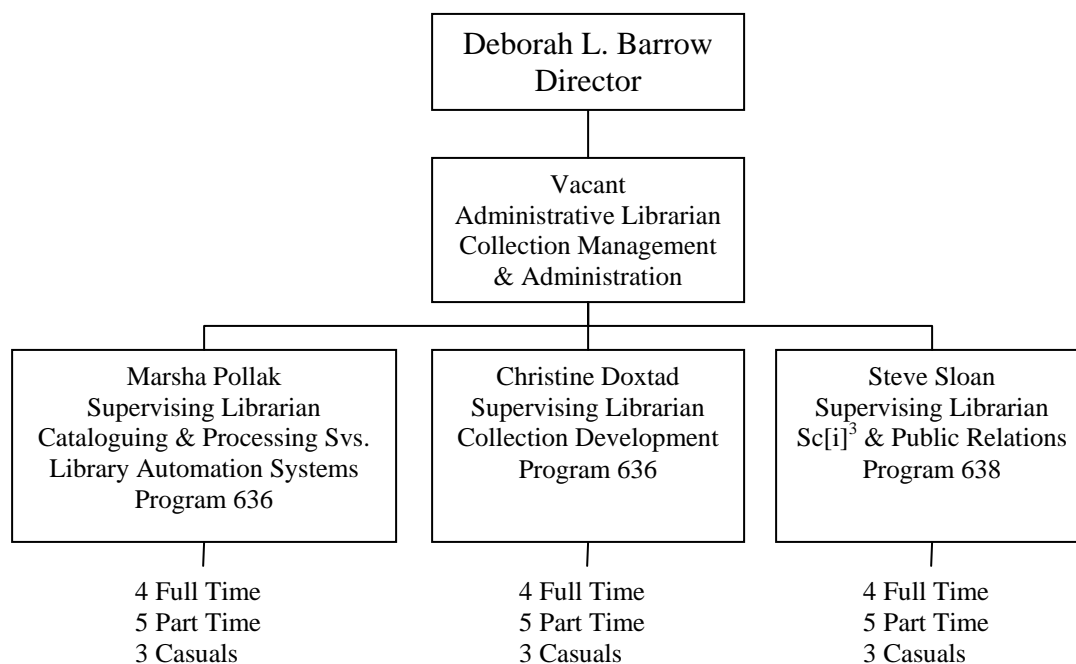 Deborah L. Barrow
Director
Vacant
Administrative Librarian
Collection Management
& Administration
Marsha Pollak
Supervising Librarian
Cataloguing & Processing Svs.
Library Automation Systems
Program 636
Christine Doxtad
Supervising Librarian
Collection Development
Program 636
Steve Sloan
Supervising Librarian
Sc[i]³ & Public Relations
Program 638
4 Full Time
5 Part Time
3 Casuals
4 Full Time
5 Part Time
3 Casuals
4 Full Time
5 Part Time
3 Casuals